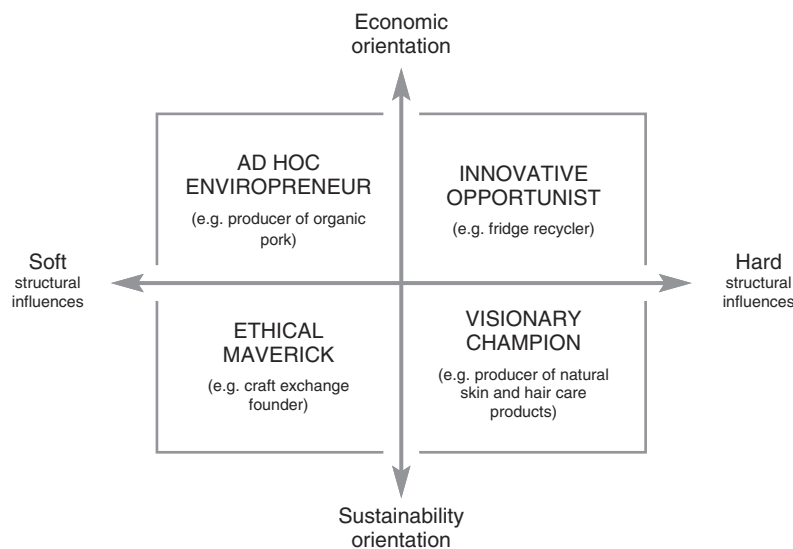 Economic
orientation
AD HOC
ENVIROPRENEUR
(e.g. producer of organic
pork)
INNOVATIVE
OPPORTUNIST
(e.g. fridge recycler)
Soft
structural
influences
Hard
structural
influences
ETHICAL
MAVERICK
(e.g. craft exchange
founder)
VISIONARY
CHAMPION
(e.g. producer of natural
skin and hair care
products)
Sustainability
orientation